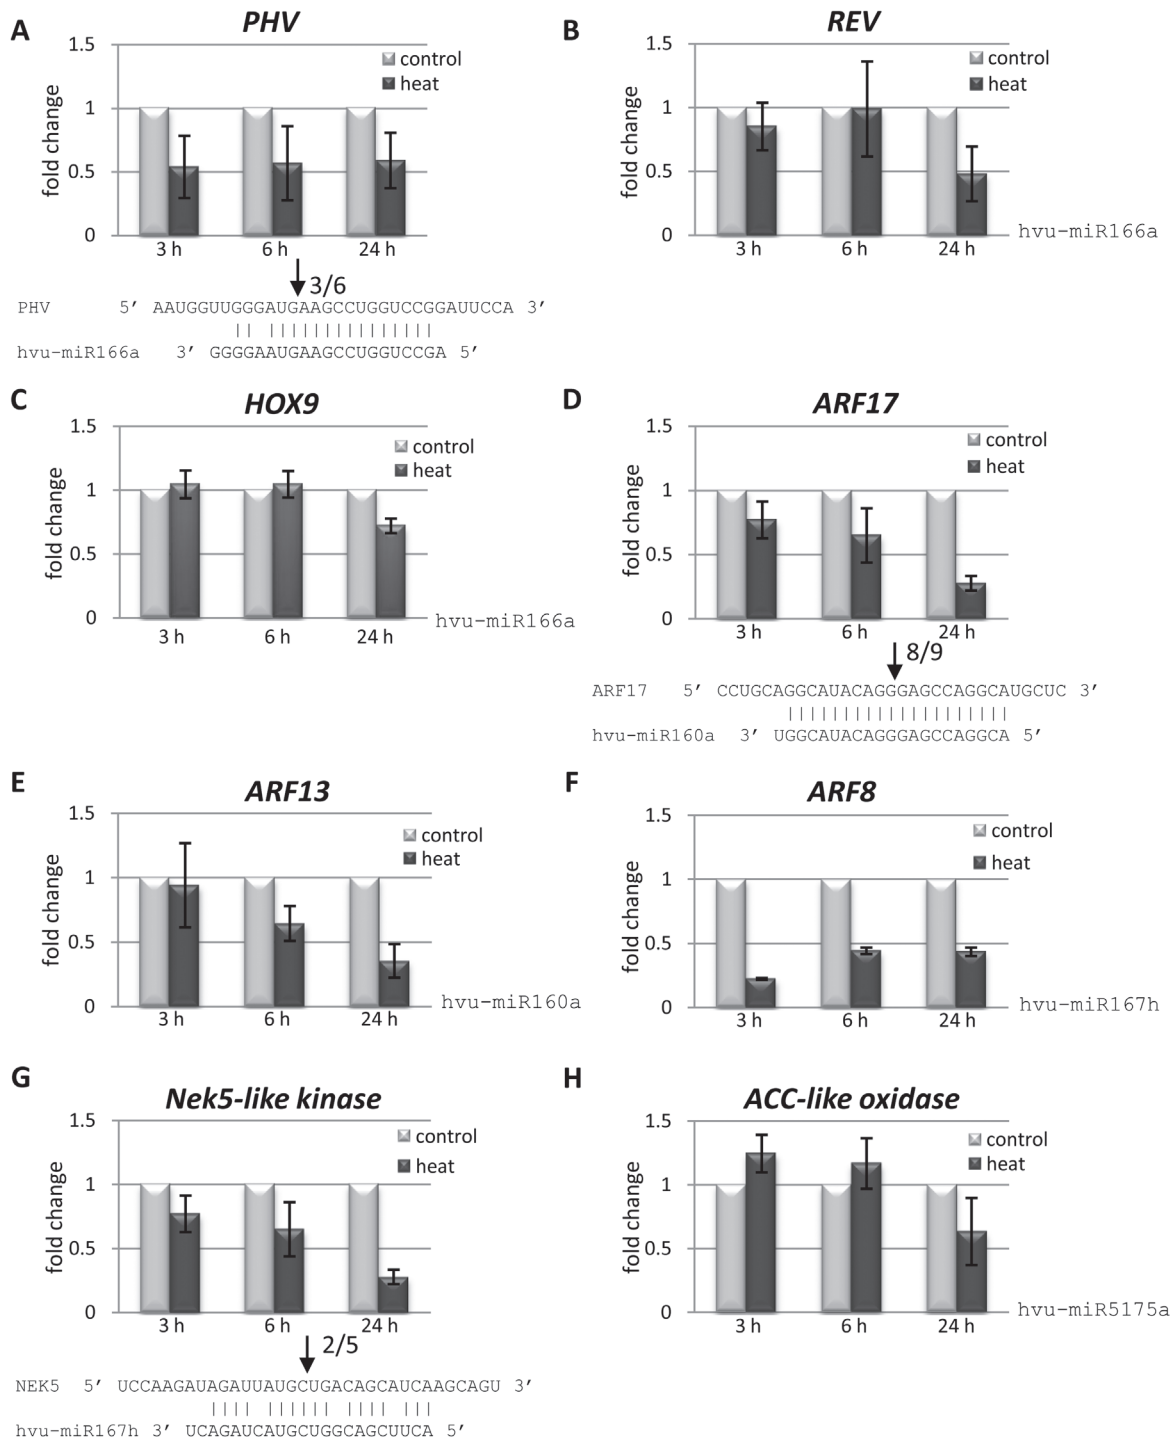 A
PHV
1.5
1
0.5
0
fold change
control
heat
3 h
6 h
24 h
3/6
PHV 5′ AAUGGUUGGGAUGAAGCCUGGUCCGGAUUCCA 3′
hvu-miR166a 3′ GGGGAAUGAAGCCUGGUCCGA 5′
B
REV
1.5
1
0.5
0
fold change
control
heat
3 h
6 h
24 h
hvu-miR166a
C
HOX9
1.5
1
0.5
0
fold change
control
heat
3 h
6 h
24 h
hvu-miR166a
D
ARF17
1.5
1
0.5
0
fold change
control
heat
3 h
6 h
24 h
8/9
ARF17 5′ CCUGCAGGCAUACAGGGAGCCAGGCAUGCUC 3′
hvu-miR160a 3′ UGGCAUACAGGGAGCCAGGCA 5′
E
ARF13
1.5
1
0.5
0
fold change
control
heat
3 h
6 h
24 h
hvu-miR160a
F
ARF8
1.5
1
0.5
0
fold change
control
heat
3 h
6 h
24 h
hvu-miR167h
G
Nek5-like kinase
1.5
1
0.5
0
fold change
control
heat
3 h
6 h
24 h
2/5
NEK5 5′ UCCAAGAUAGAUUAUGCUGACAGCAUCAAGCAGU 3′
hvu-miR167h 3′ UCAGAUCAUGCUGGCAGCUUCA 5′
H
ACC-like oxidase
1.5
1
0.5
0
fold change
control
heat
3 h
6 h
24 h
hvu-miR5175a